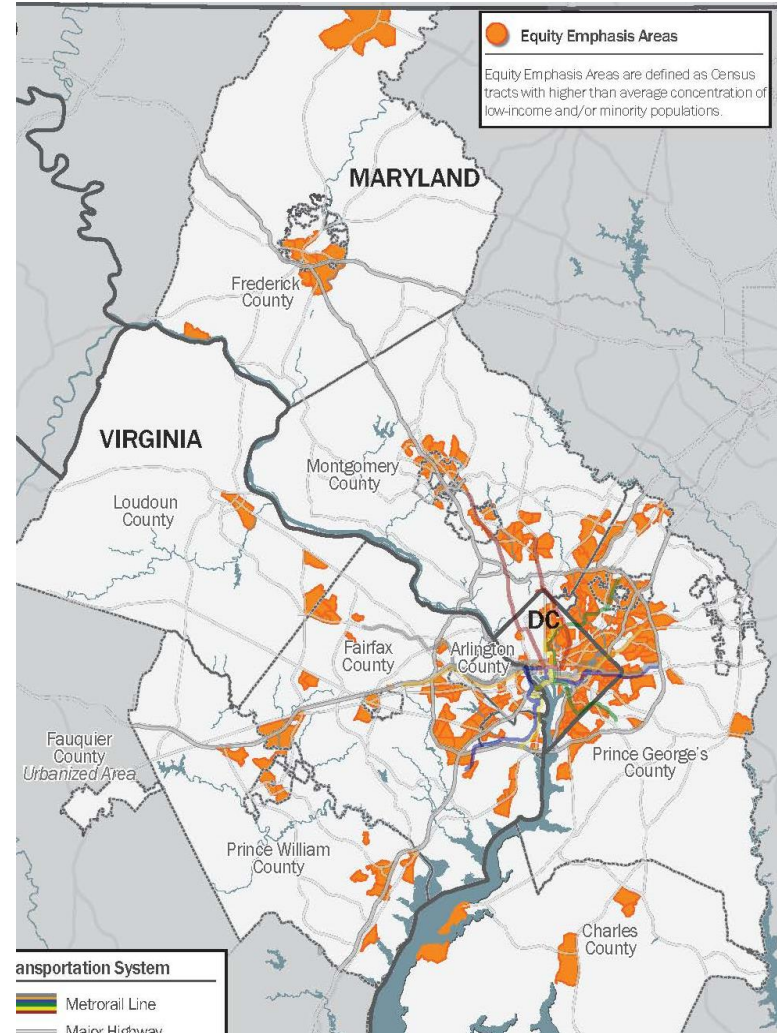 Equity Emphasis Areas
Equity Emphasis Areas are defined as Census
tracts with higher than average concentration of
low-income and/or minority populations.
MARYLAND
Frederick
County
VIRGINIA
Montgomery
County
Loudoun
County
DC
Fairfax
County
Arlington
County
Fauquier
County
Urbanized Area
Prince George's
County
Prince William
County
Charles
County
ansportation System
Metrorail Line
Major Highway